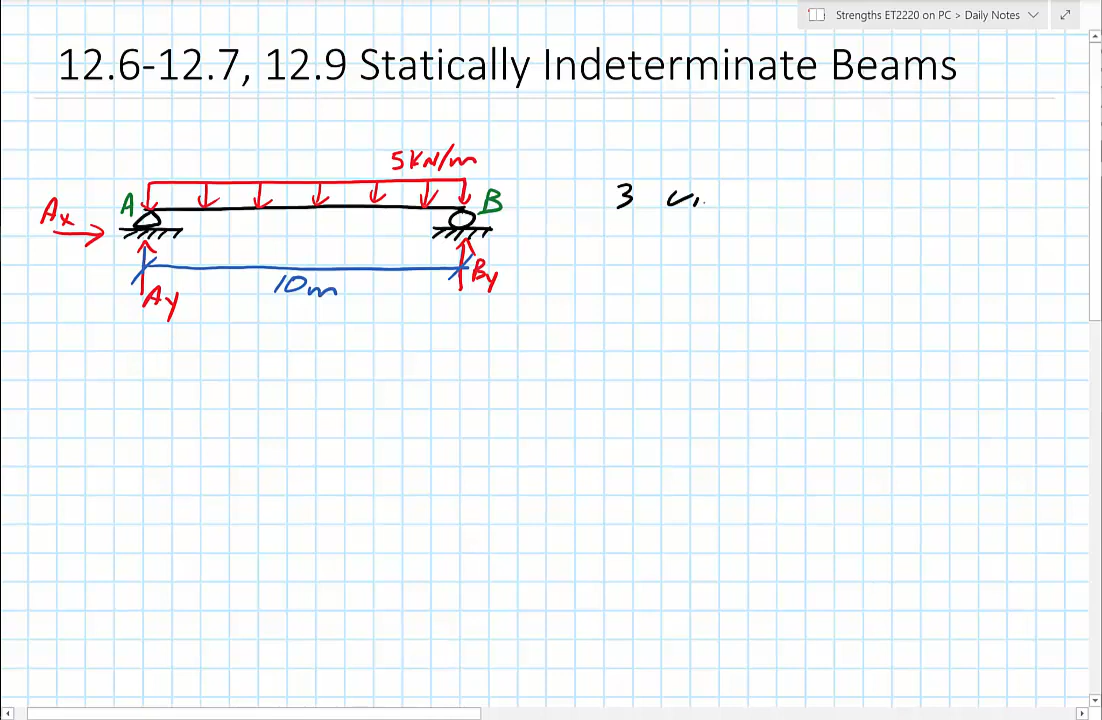 Strengths ET2220 on PC > Daily Notes
12.6-12.7, 12.9 Statically Indeterminate Beams
5kN/m
A
B
Ax
3
By
10m
Ay